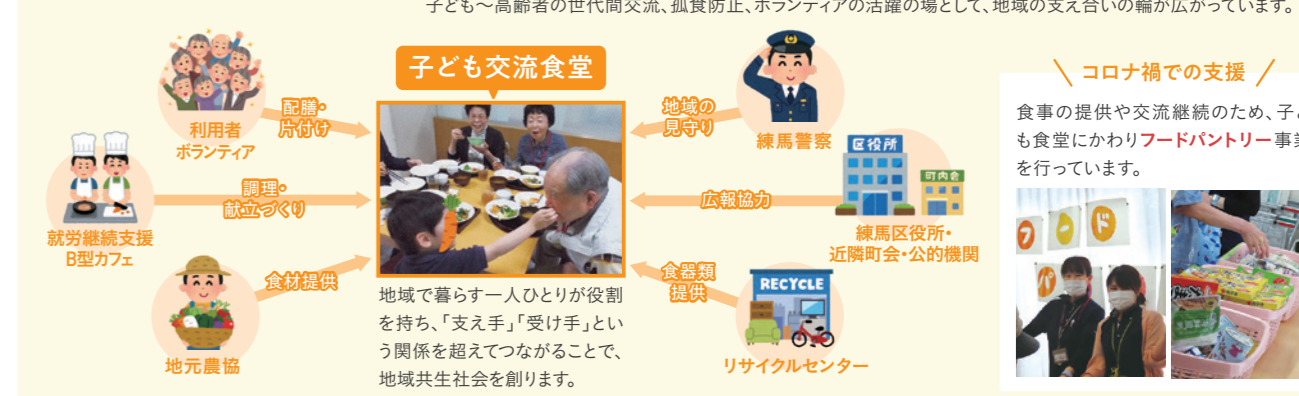 子ども〜高齢者の世代間交流、孤食防止、ボランティアの活躍の場として、地域の支え合いの輪が広がっています。
子ども交流食堂
利用者
ボランティア
配膳・
片付け
就労継続支援
B型カフェ
調理・
献立づくり
地元農協
食材提供
地域の
見守り
練馬警察
広報協力
区役所
町内会
練馬区役所・
近隣町会・公的機関
食器類
提供
RECYCLE
リサイクルセンター
地域で暮らす一人ひとりが役割
を持ち、「支え手」「受け手」とい
う関係を超えてつながることで、
地域共生社会を創ります。
コロナ禍での支援
食事の提供や交流継続のため、子ど
も食堂にかわりフードパントリー事業
を行っています。
フード
パ